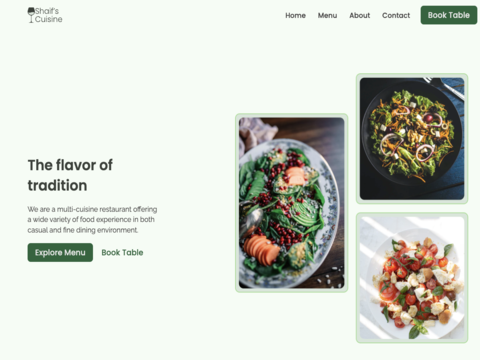 Shaif's
Cuisine
Home Menu About Contact Book Table
The flavor of
tradition
We are a multi-cuisine restaurant offering
a wide variety of food experience in both
casual and fine dining environment.
Explore Menu Book Table